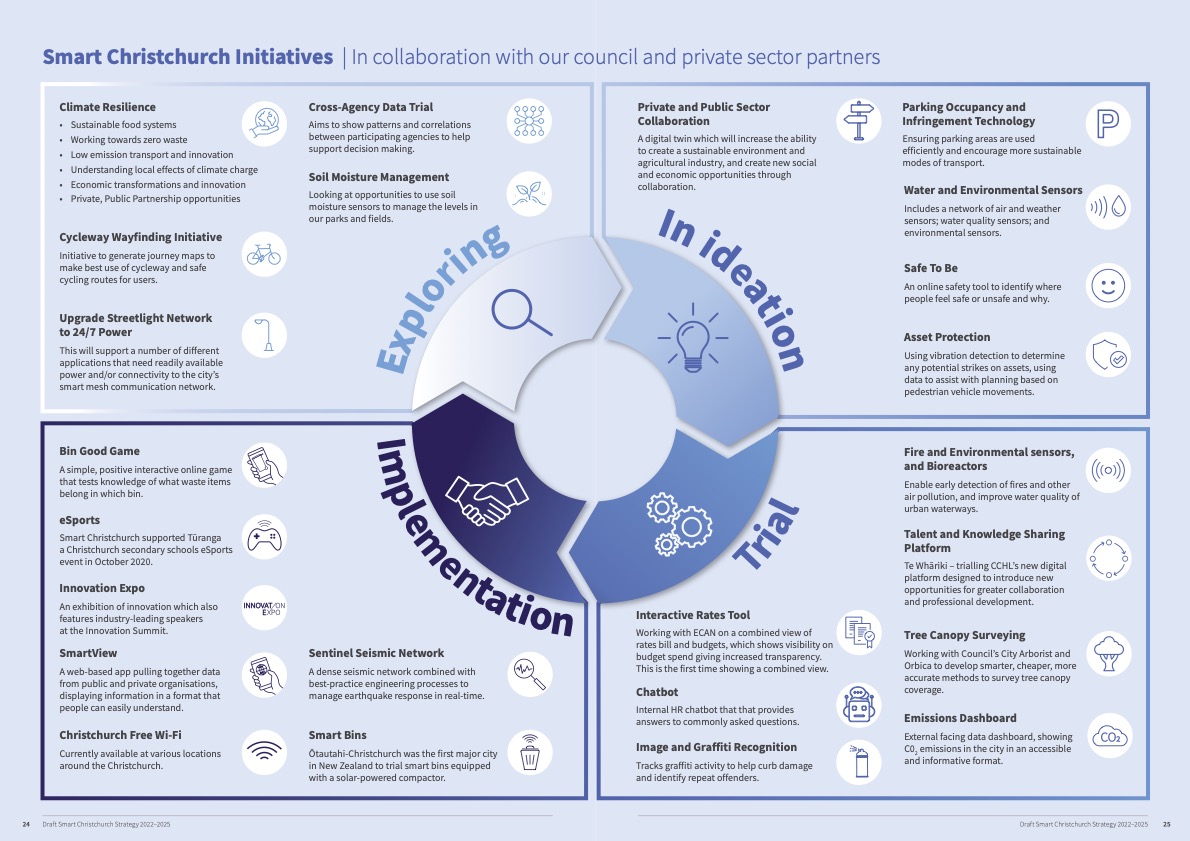 Smart Christchurch Initiatives | In collaboration with our council and private sector partners
Climate Resilience
• Sustainable food systems
• Working towards zero waste
• Low emission transport and innovation
• Understanding local effects of climate charge
• Economic transformations and innovation
• Private, Public Partnership opportunities
Cycleway Wayfinding Initiative
Initiative to generate journey maps to
make best use of cycleway and safe
cycling routes for users.
Upgrade Streetlight Network
to 24/7 Power
This will support a number of different
applications that need readily available
power and/or connectivity to the city's
smart mesh communication network.
Cross-Agency Data Trial
Aims to show patterns and correlations
between participating agencies to help
support decision making.
Soil Moisture Management
Looking at opportunities to use soil
moisture sensors to manage the levels in
our parks and fields.
Exploring
Private and Public Sector
Collaboration
A digital twin which will increase the ability
to create a sustainable environment and
agricultural industry, and create new social
and economic opportunities through
collaboration.
In ideation
Parking Occupancy and
Infringement Technology
Ensuring parking areas are used
efficiently and encourage more sustainable
modes of transport.
P
Water and Environmental Sensors
Includes a network of air and weather
sensors; water quality sensors; and
environmental sensors.
Safe To Be
An online safety tool to identify where
people feel safe or unsafe and why.
Asset Protection
Using vibration detection to determine
any potential strikes on assets, using
data to assist with planning based on
pedestrian vehicle movements.
Bin Good Game
A simple, positive interactive online game
that tests knowledge of what waste items
belong in which bin.
eSports
Smart Christchurch supported Tūranga
a Christchurch secondary schools eSports
event in October 2020.
Innovation Expo
An exhibition of innovation which also
features industry-leading speakers
at the Innovation Summit.
INNOVAT/ON
EXPO
SmartView
A web-based app pulling together data
from public and private organisations,
displaying information in a format that
people can easily understand.
Christchurch Free Wi-Fi
Currently available at various locations
around the Christchurch.
Implementation
Sentinel Seismic Network
A dense seismic network combined with
best-practice engineering processes to
manage earthquake response in real-time.
Smart Bins
Ōtautahi-Christchurch was the first major city
in New Zealand to trial smart bins equipped
with a solar-powered compactor.
Trial
Interactive Rates Tool
Working with ECAN on a combined view of
rates bill and budgets, which shows visibility on
budget spend giving increased transparency.
This is the first time showing a combined view.
Chatbot
Internal HR chatbot that that provides
answers to commonly asked questions.
Image and Graffiti Recognition
Tracks graffiti activity to help curb damage
and identify repeat offenders.
Fire and Environmental sensors,
and Bioreactors
Enable early detection of fires and other
air pollution, and improve water quality of
urban waterways.
Talent and Knowledge Sharing
Platform
Te Whāriki – trialling CCHL's new digital
platform designed to introduce new
opportunities for greater collaboration
and professional development.
Tree Canopy Surveying
Working with Council's City Arborist and
Orbica to develop smarter, cheaper, more
accurate methods to survey tree canopy
coverage.
Emissions Dashboard
External facing data dashboard, showing
C0₂ emissions in the city in an accessible
and informative format.
CO₂
24 Draft Smart Christchurch Strategy 2022–2025
Draft Smart Christchurch Strategy 2022–2025 25